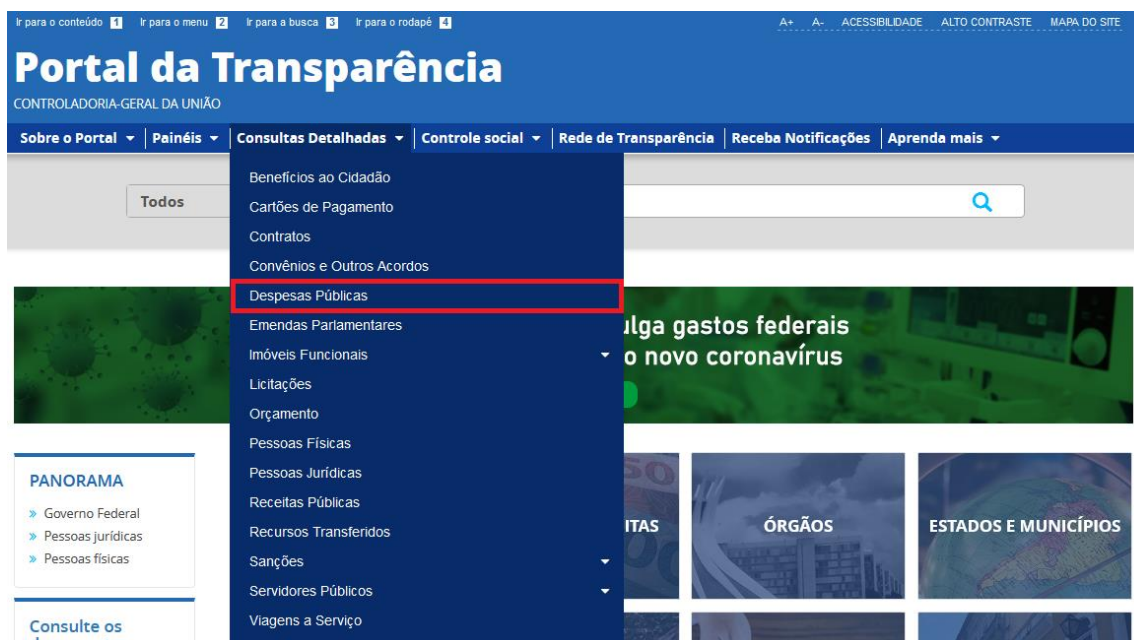 Ir para o conteúdo 1 Ir para o menu 2 Ir para a busca 3 Ir para o rodapé 4 A+ A- ACESSIBILIDADE ALTO CONTRASTE MAPA DO SITE
Portal da Transparência
CONTROLADORIA-GERAL DA UNIÃO
Sobre o Portal Painéis Consultas Detalhadas Controle social Rede de Transparência Receba Notificações Aprenda mais
Todos
Benefícios ao Cidadão
Cartões de Pagamento
Contratos
Convênios e Outros Acordos
Despesas Públicas
Emendas Parlamentares
Imóveis Funcionais
Licitações
Orçamento
Pessoas Físicas
Pessoas Jurídicas
Receitas Públicas
Recursos Transferidos
Sanções
Servidores Públicos
Viagens a Serviço
ulga gastos federais
o novo coronavírus
PANORAMA
Governo Federal
Pessoas jurídicas
Pessoas físicas
Consulte os
ITAS
ÓRGÃOS
ESTADOS E MUNICÍPIOS